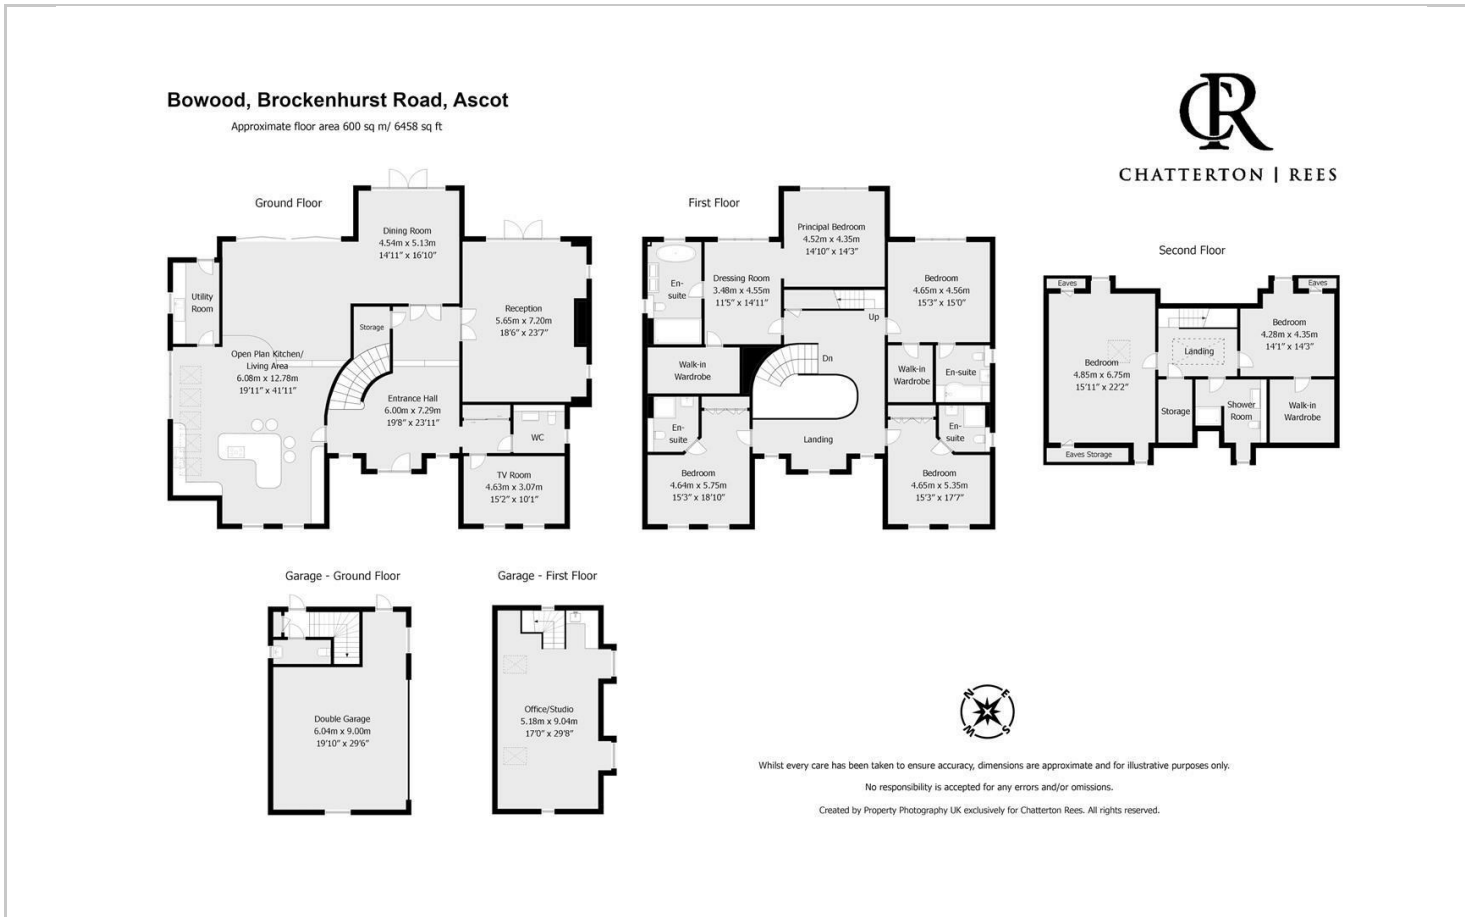 Bowood, Brockenhurst Road, Ascot
Approximate floor area 600 sq m/ 6458 sq ft
CR
CHATTERTON | REES
Ground Floor
Dining Room
4.54m x 5.13m
14'11" x 16'10"
Utility
Room
Reception
5.65m x 7.20m
18'6" x 23'7"
Storage
Open Plan Kitchen/
Living Area
6.08m x 12.78m
19'11" x 41'11"
Entrance Hall
6.00m x 7.29m
19'8" x 23'11"
WC
TV Room
4.63m x 3.07m
15'2" x 10'1"
First Floor
Principal Bedroom
4.52m x 4.35m
14'10" x 14'3"
En-
suite
Dressing Room
3.48m x 4.55m
11'5" x 14'11"
Bedroom
4.65m x 4.56m
15'3" x 15'0"
Up
Dn
Walk-in
Wardrobe
Walk-in
Wardrobe
En-suite
En-
suite
En-
suite
Landing
Bedroom
4.64m x 5.75m
15'3" x 18'10"
Bedroom
4.65m x 5.35m
15'3" x 17'7"
Second Floor
Eaves
Eaves
Bedroom
4.28m x 4.35m
14'1" x 14'3"
Landing
Bedroom
4.85m x 6.75m
15'11" x 22'2"
Storage
Shower
Room
Walk-in
Wardrobe
Eaves Storage
Garage - Ground Floor
Double Garage
6.04m x 9.00m
19'10" x 29'6"
Garage - First Floor
Office/Studio
5.18m x 9.04m
17'0" x 29'8"
N
E
W
S
Whilst every care has been taken to ensure accuracy, dimensions are approximate and for illustrative purposes only.
No responsibility is accepted for any errors and/or omissions.
Created by Property Photography UK exclusively for Chatterton Rees. All rights reserved.